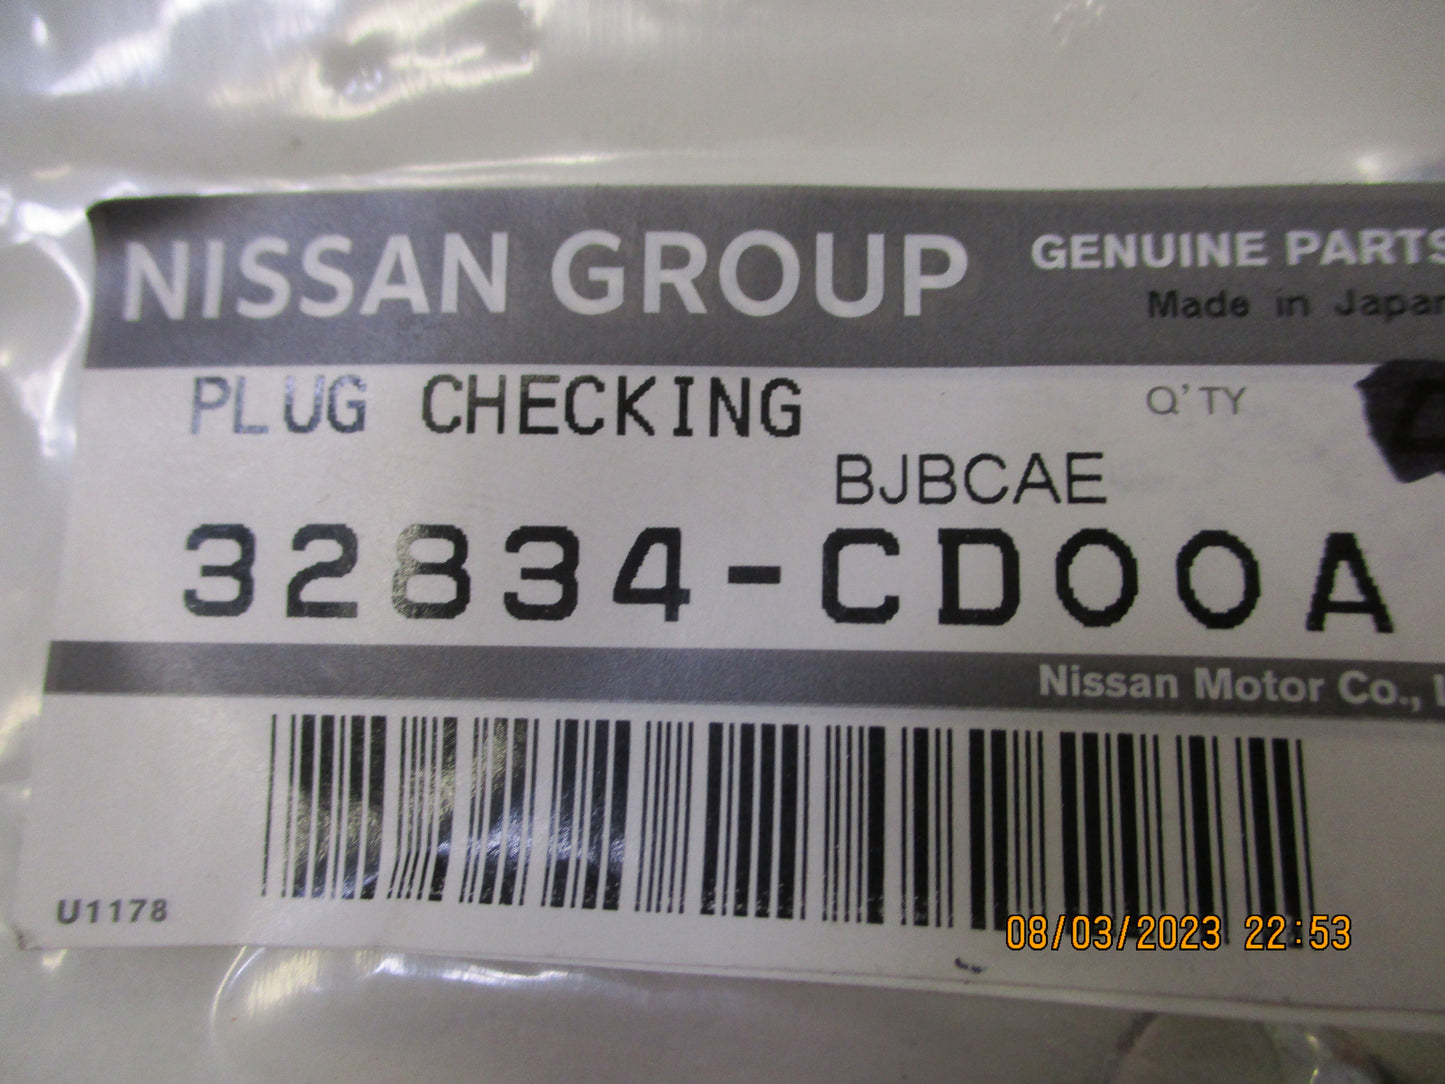 NISSAN GROUP GENUINE PARTS
Made in Japan
PLUG CHECKING Q'TY
BJBCAE
32834-CD00A
Nissan Motor Co.,
U1178
08/03/2023 22:53